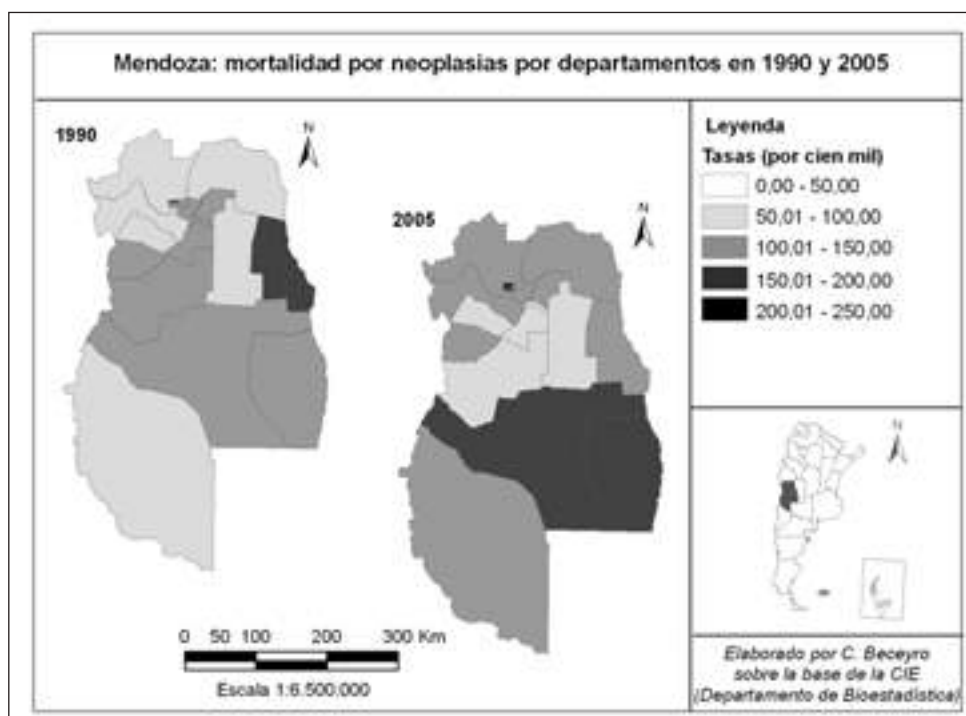 Mendoza: mortalidad por neoplasias por departamentos en 1990 y 2005
1990
N
2005
N
0 50 100 200 300 Km
Escala 1:6.500.000
Leyenda
Tasas (por cien mil)
0,00 - 50,00
50,01 - 100,00
100,01 - 150,00
150,01 - 200,00
200,01 - 250,00
N
Elaborado por C. Beceyro
sobre la base de la CIE
(Departamento de Bioestadística)